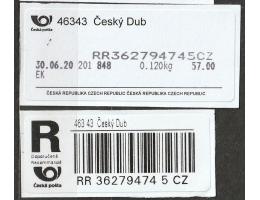 46343 Český Dub
Česká pošta
RR362794745CZ
30.06.20 201 848 0.120kg 57.00
EK
ČESKÁ REPUBLIKA CZECH REPUBLIC ČESKÁ REPUBLIKA CZECH REPUBLIC
R
Doporučeně
Recommandé
Česká pošta
463 43 Český Dub
RR 36279474 5 CZ